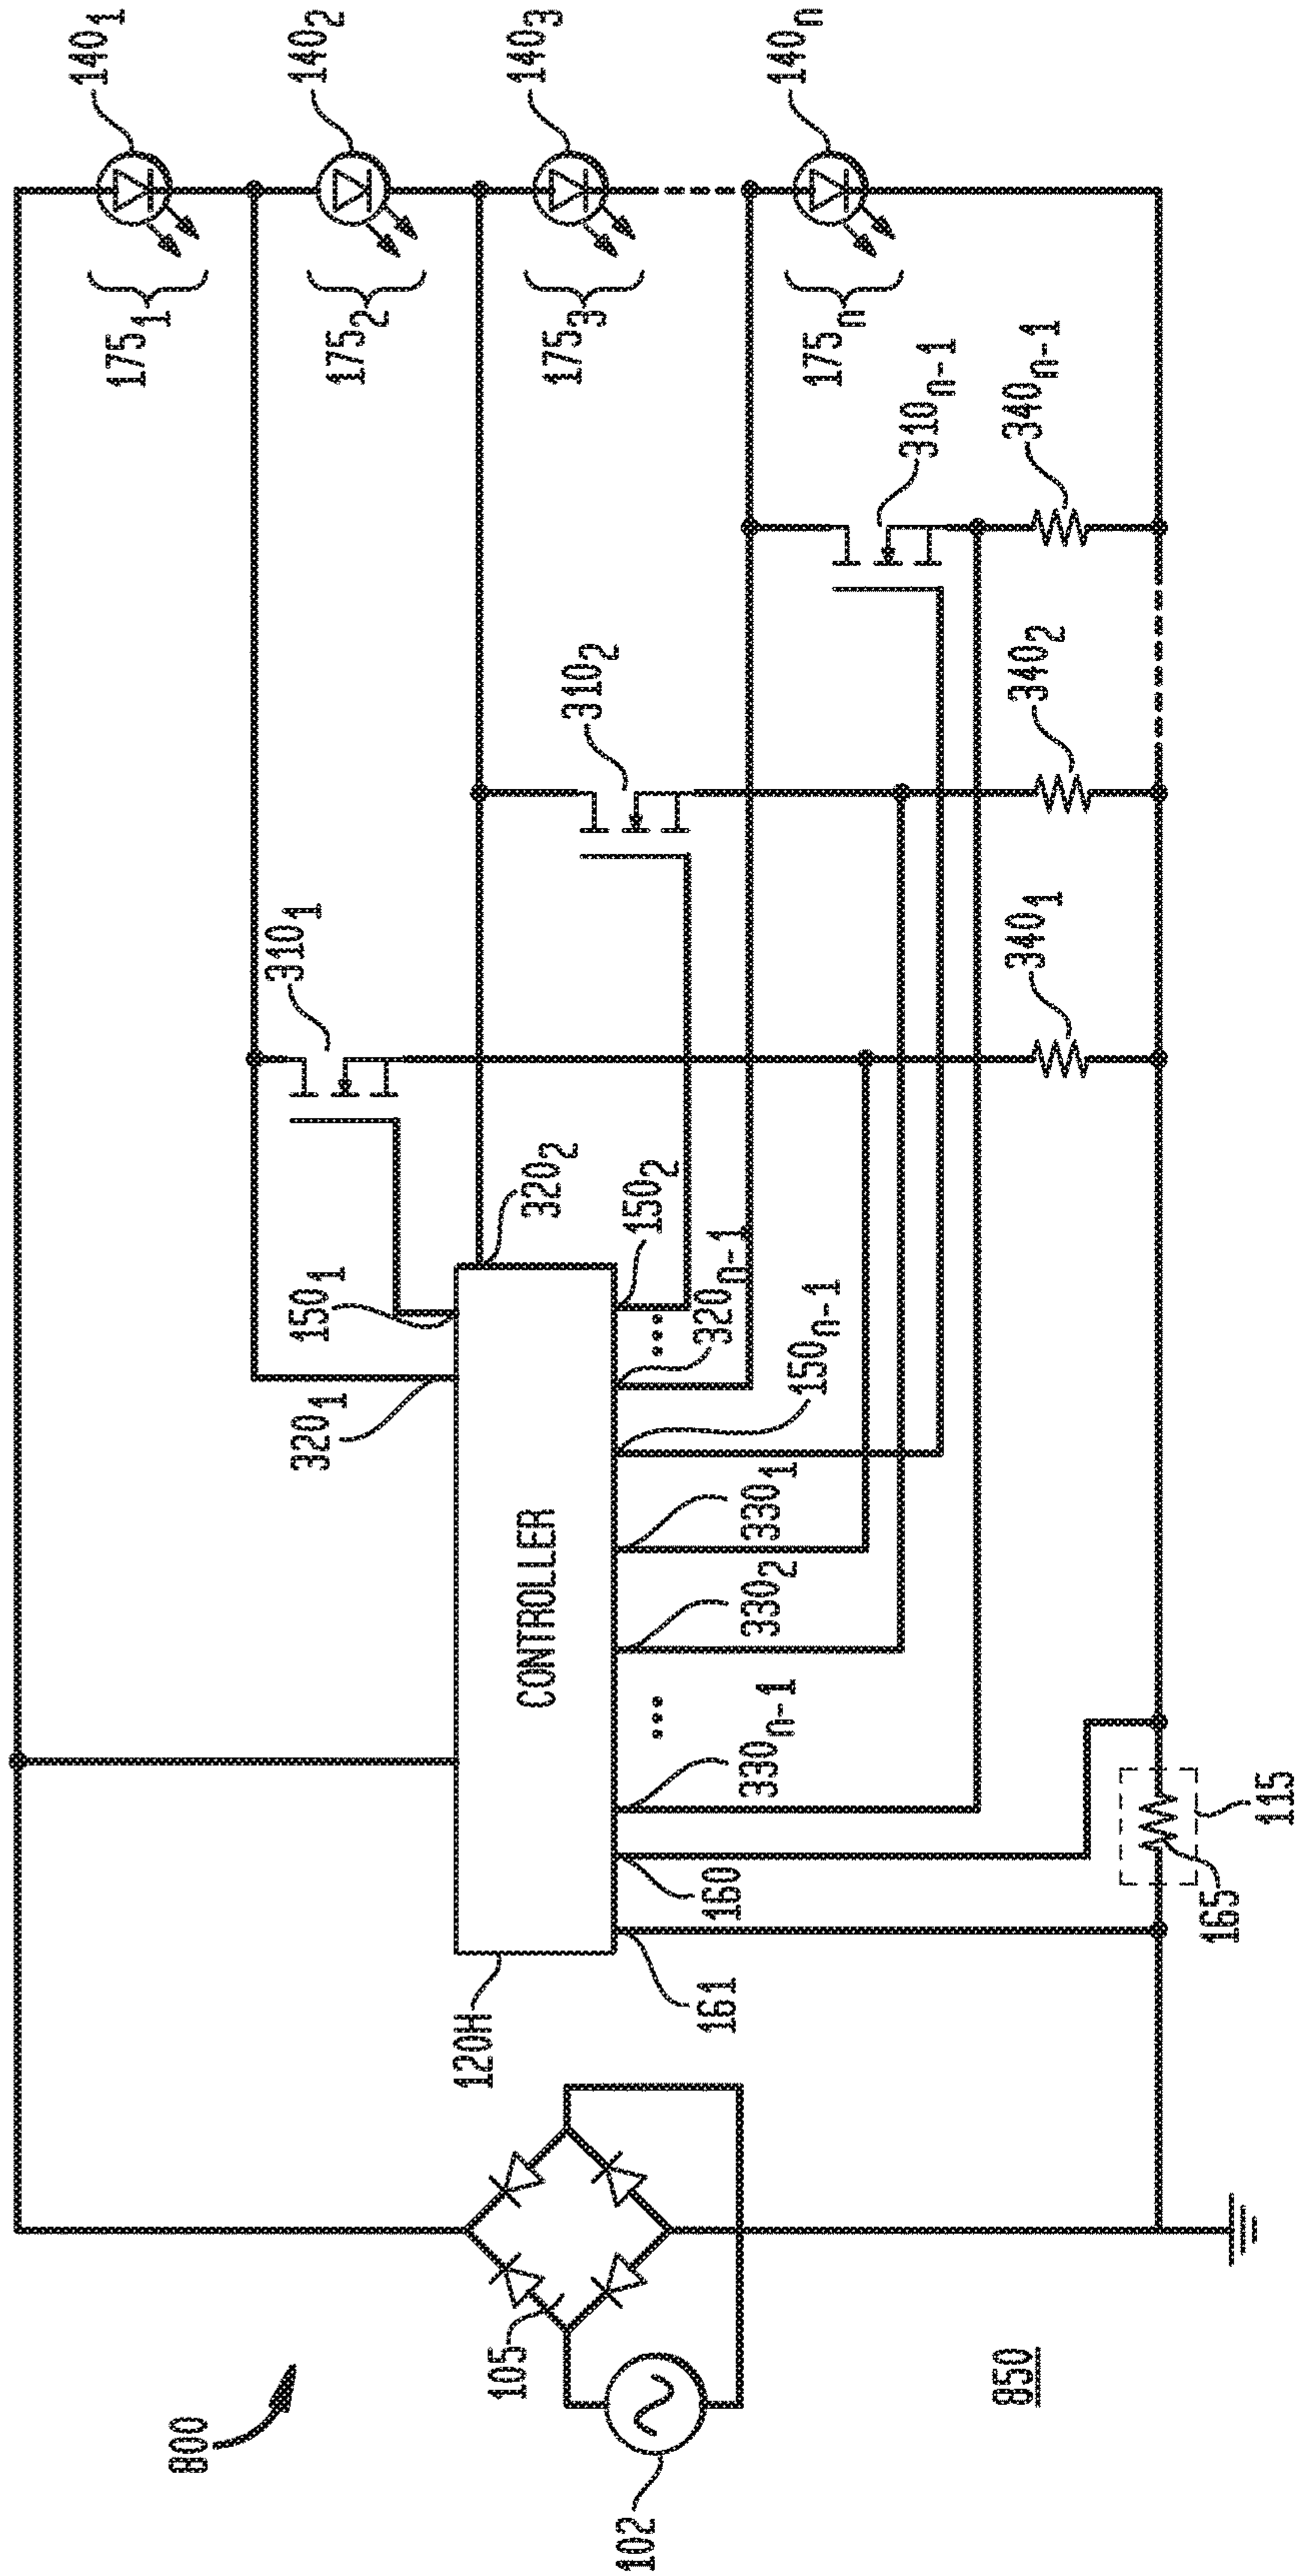 140₁
140₂
140₃
140ₙ
175₁
175₂
175₃
175ₙ
310ₙ₋₁
340ₙ₋₁
310₂
340₂
310₁
340₁
320₂
150₂
150₁
320ₙ₋₁
320₁
150ₙ₋₁
CONTROLLER
330₁
330₂
...
...
330ₙ₋₁
160
161
115
165
120H
105
800
850
102